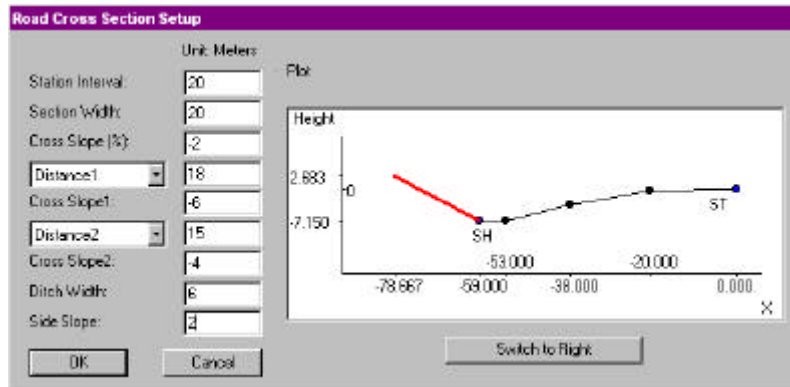 Road Cross Section Setup
Unit: Meters
Station Interval: 20
Section Width: 20
Cross Slope (%): -2
Distance1 18
Cross Slope1: -6
Distance2 15
Cross Slope2: -4
Ditch Width: 6
Side Slope: 2
OK Cancel
Plot
Height
2.683 0
-7.150
SH ST
-53.000 -20.000
-78.667 -59.000 -38.000 0.000
X
Switch to Right